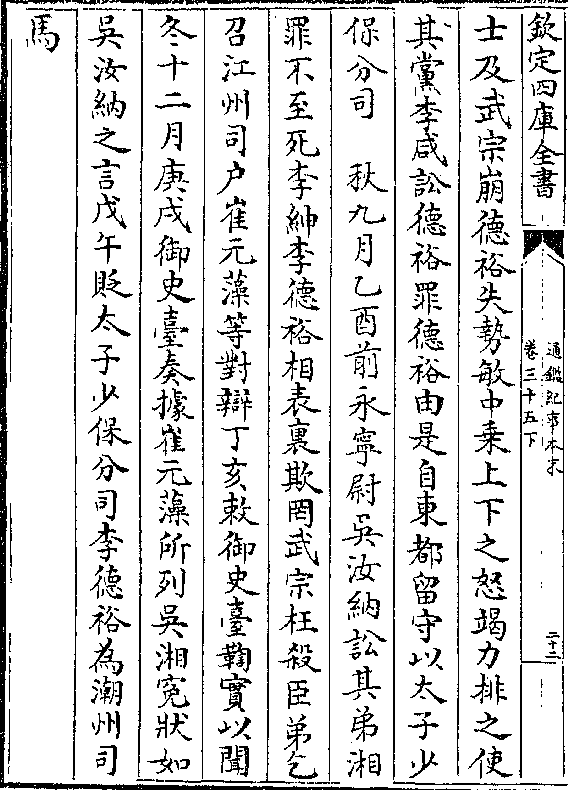 欽定四庫全書
通鑑紀事本末
卷三十五下
二十二
士及武宗崩德裕失勢敏中乗上下之怒竭力排之使
其黨李咸訟德裕罪德裕由是自東都留守以太子少
保分司　秋九月乙酉前永寧尉吳汝納訟其弟湘
罪不至死李紳李德裕相表裏欺罔武宗枉殺臣弟乞
召江州司户崔元藻等對辯丁亥敕御史臺鞫實以聞
冬十二月庚戌御史臺奏據崔元藻所列吳湘寃狀如
吳汝納之言戊午貶太子少保分司李德裕為潮州司
馬